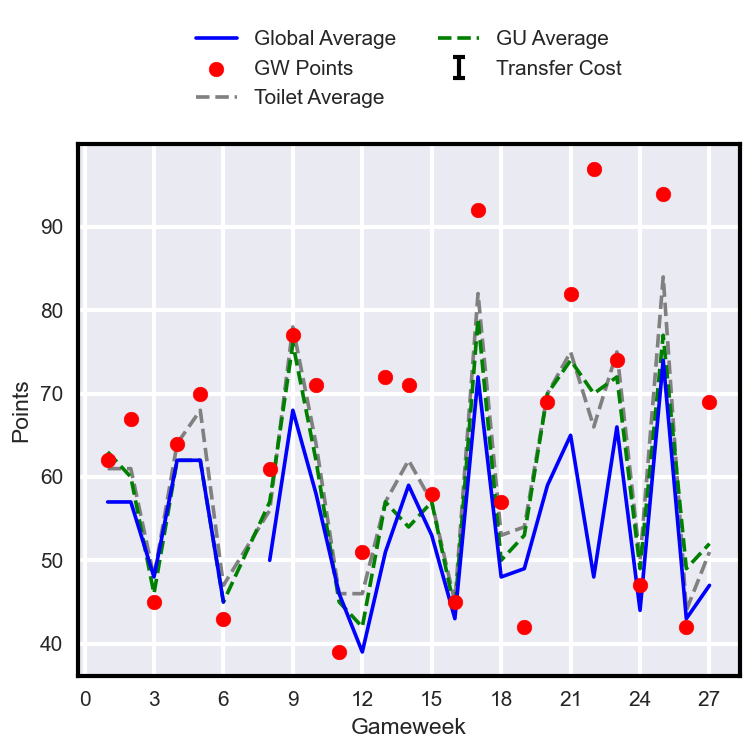 Global Average
GW Points
Toilet Average
GU Average
Transfer Cost
Points
90
80
70
60
50
40
0 3 6 9 12 15 18 21 24 27
Gameweek